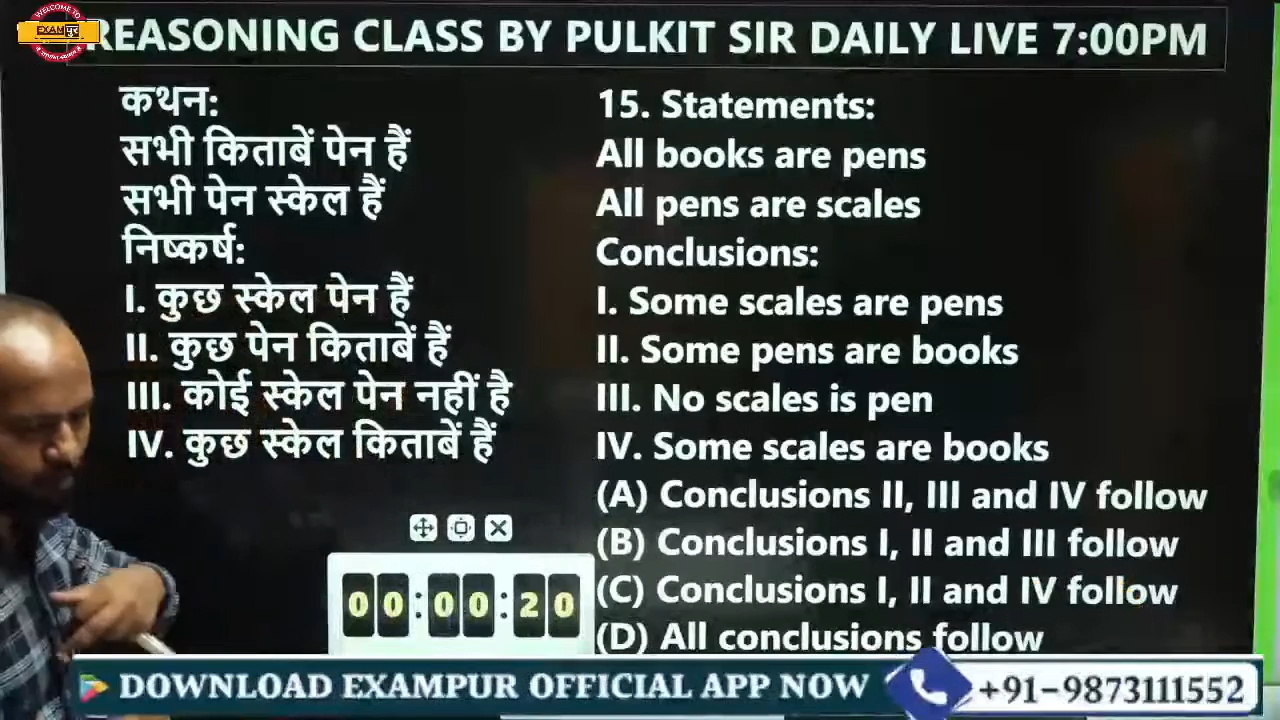 WELCOME TO
EXAM पुर
REASONING CLASS BY PULKIT SIR DAILY LIVE 7:00PM
कथन:
सभी किताबें पेन हैं
सभी पेन स्केल हैं
निष्कर्ष:
I. कुछ स्केल पेन हैं
II. कुछ पेन किताबें हैं
III. कोई स्केल पेन नहीं है
IV. कुछ स्केल किताबें हैं
15. Statements:
All books are pens
All pens are scales
Conclusions:
I. Some scales are pens
II. Some pens are books
III. No scales is pen
IV. Some scales are books
(A) Conclusions II, III and IV follow
(B) Conclusions I, II and III follow
(C) Conclusions I, II and IV follow
(D) All conclusions follow
00:00:20
DOWNLOAD EXAMPUR OFFICIAL APP NOW
+91-9873111552